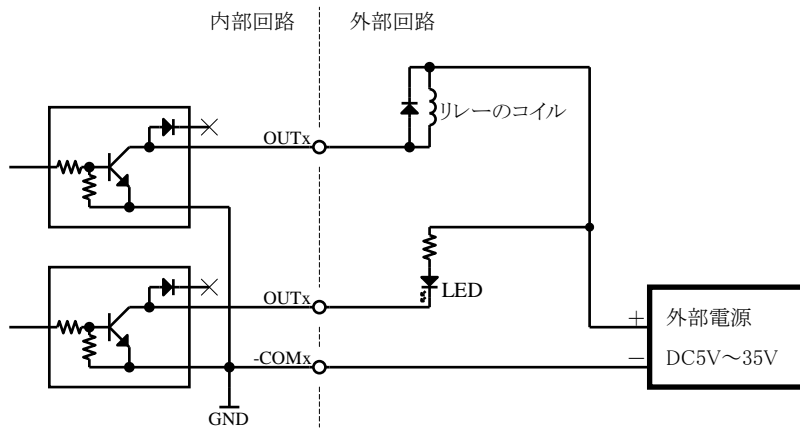 内部回路
外部回路
リレーのコイル
OUTx
OUTx
LED
+
外部電源
-COMx
−
DC5V～35V
GND